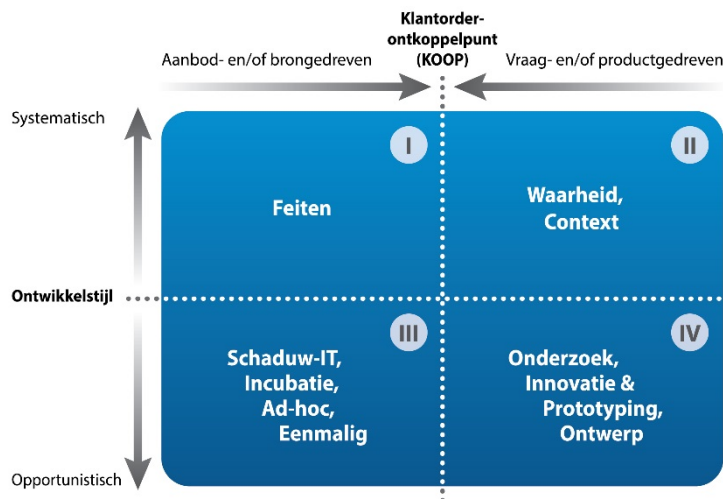 Klantorder-
ontkoppelpunt
(KOOP)
Aanbod- en/of brongedreven
Vraag- en/of productgedreven
Systematisch
I
II
Feiten
Waarheid,
Context
Ontwikkelstijl
III
IV
Schaduw-IT,
Incubatie,
Ad-hoc,
Eenmalig
Onderzoek,
Innovatie &
Prototyping,
Ontwerp
Opportunistisch